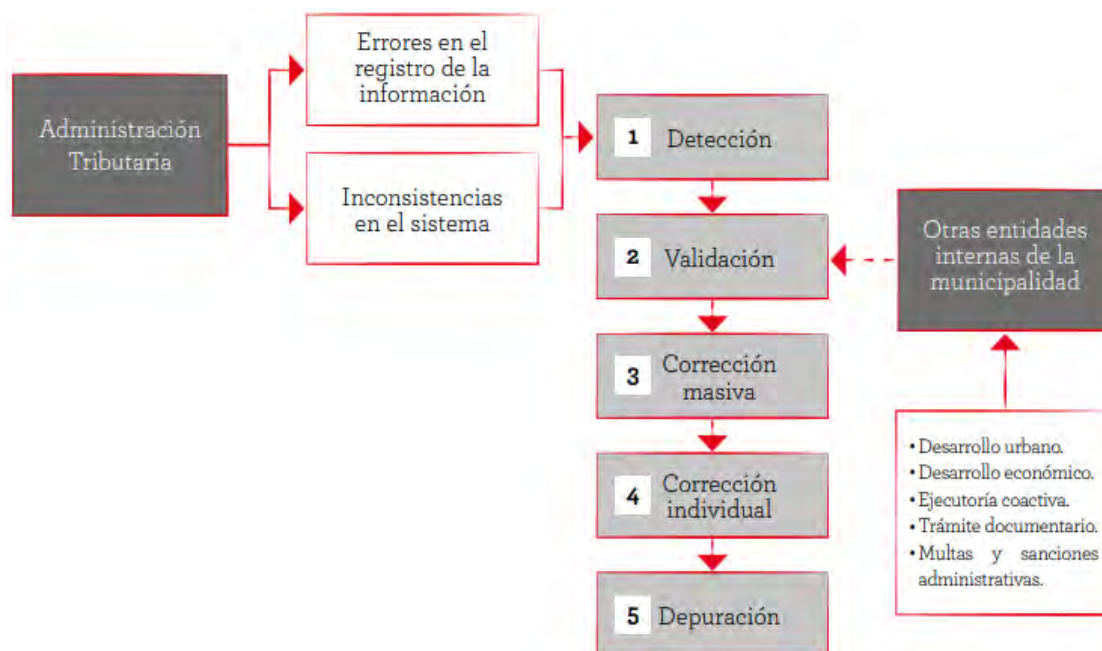 Administración
Tributaria
Errores en el
registro de la
información
Inconsistencias
en el sistema
1 Detección
2 Validación
3 Corrección
masiva
4 Corrección
individual
5 Depuración
Otras entidades
internas de la
municipalidad
• Desarrollo urbano.
• Desarrollo económico.
• Ejecutoría coactiva.
• Trámite documentario.
• Multas y sanciones
administrativas.